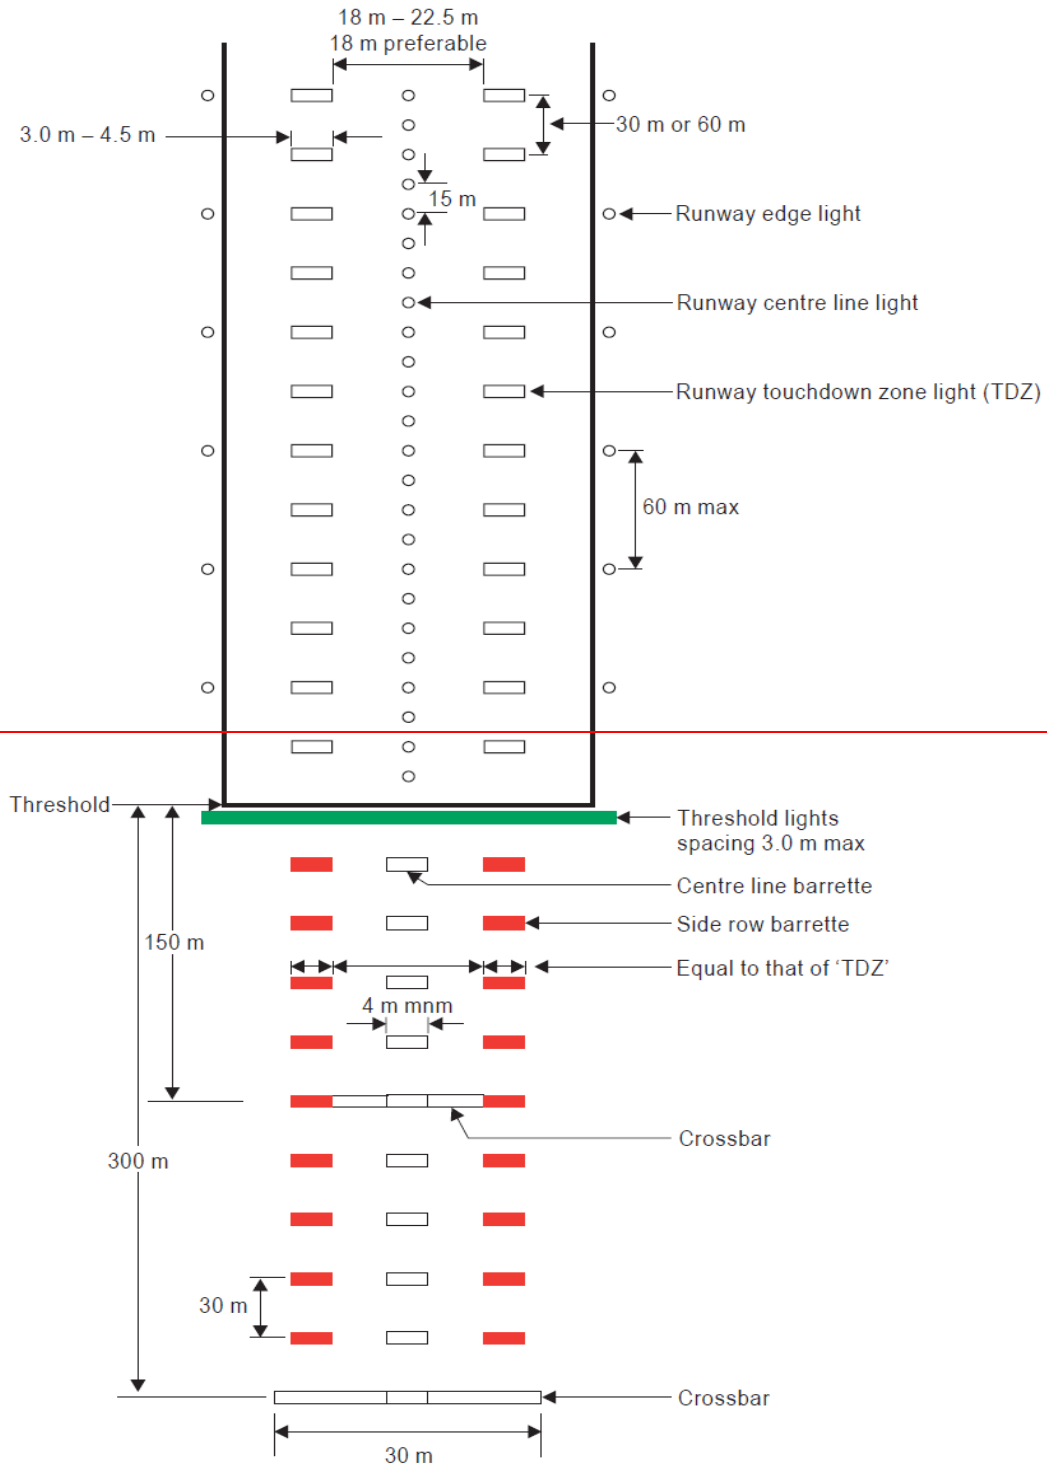 18 m – 22.5 m
18 m preferable
3.0 m – 4.5 m
30 m or 60 m
15 m
Runway edge light
Runway centre line light
Runway touchdown zone light (TDZ)
60 m max
Threshold
Threshold lights
spacing 3.0 m max
Centre line barrette
Side row barrette
150 m
Equal to that of ‘TDZ’
4 m mnm
Crossbar
300 m
30 m
Crossbar
30 m